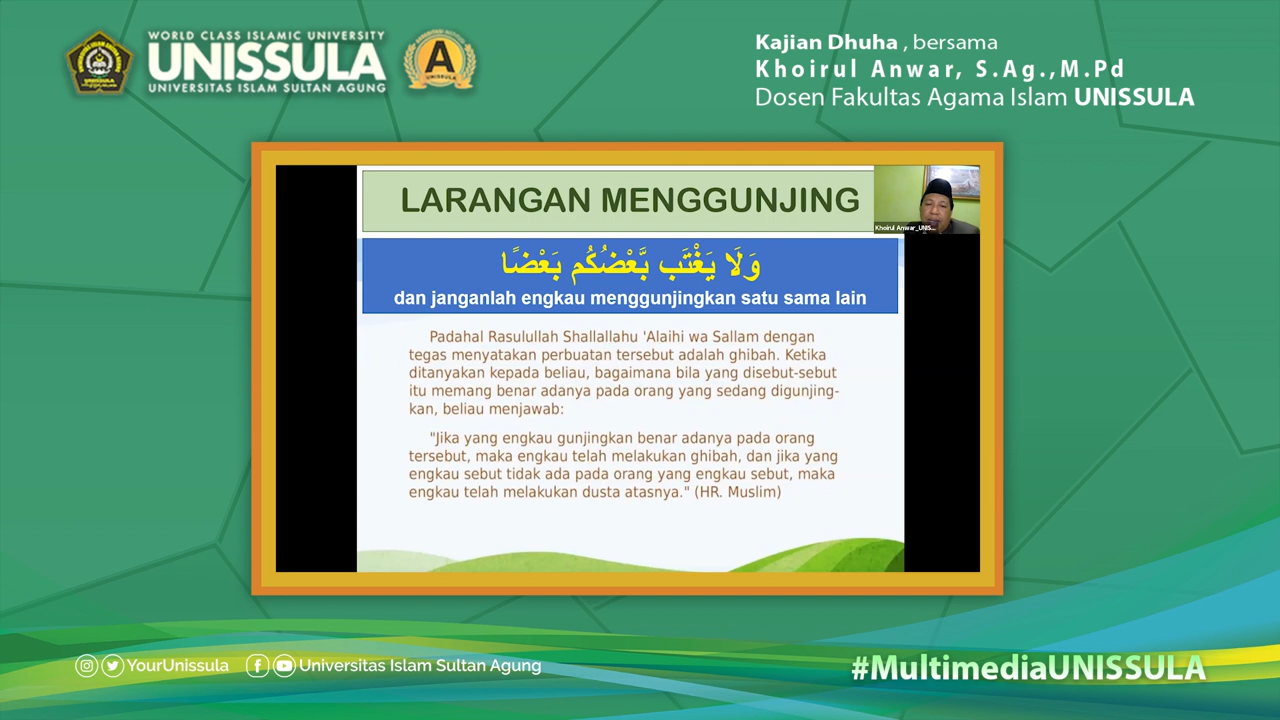 WORLD CLASS ISLAMIC UNIVERSITY
UNISSULA
UNIVERSITAS ISLAM SULTAN AGUNG
A
Kajian Dhuha , bersama
Khoirul Anwar, S.Ag.,M.Pd
Dosen Fakultas Agama Islam UNISSULA
LARANGAN MENGGUNJING
Khoirul Anwar_UNIS...
وَلَا يَغْتَب بَّعْضُكُم بَعْضًا
dan janganlah engkau menggunjingkan satu sama lain
Padahal Rasulullah Shallallahu 'Alaihi wa Sallam dengan
tegas menyatakan perbuatan tersebut adalah ghibah. Ketika
ditanyakan kepada beliau, bagaimana bila yang disebut-sebut
itu memang benar adanya pada orang yang sedang digunjing-
kan, beliau menjawab:
"Jika yang engkau gunjingkan benar adanya pada orang
tersebut, maka engkau telah melakukan ghibah, dan jika yang
engkau sebut tidak ada pada orang yang engkau sebut, maka
engkau telah melakukan dusta atasnya." (HR. Muslim)
YourUnissula
Universitas Islam Sultan Agung
#MultimediaUNISSULA